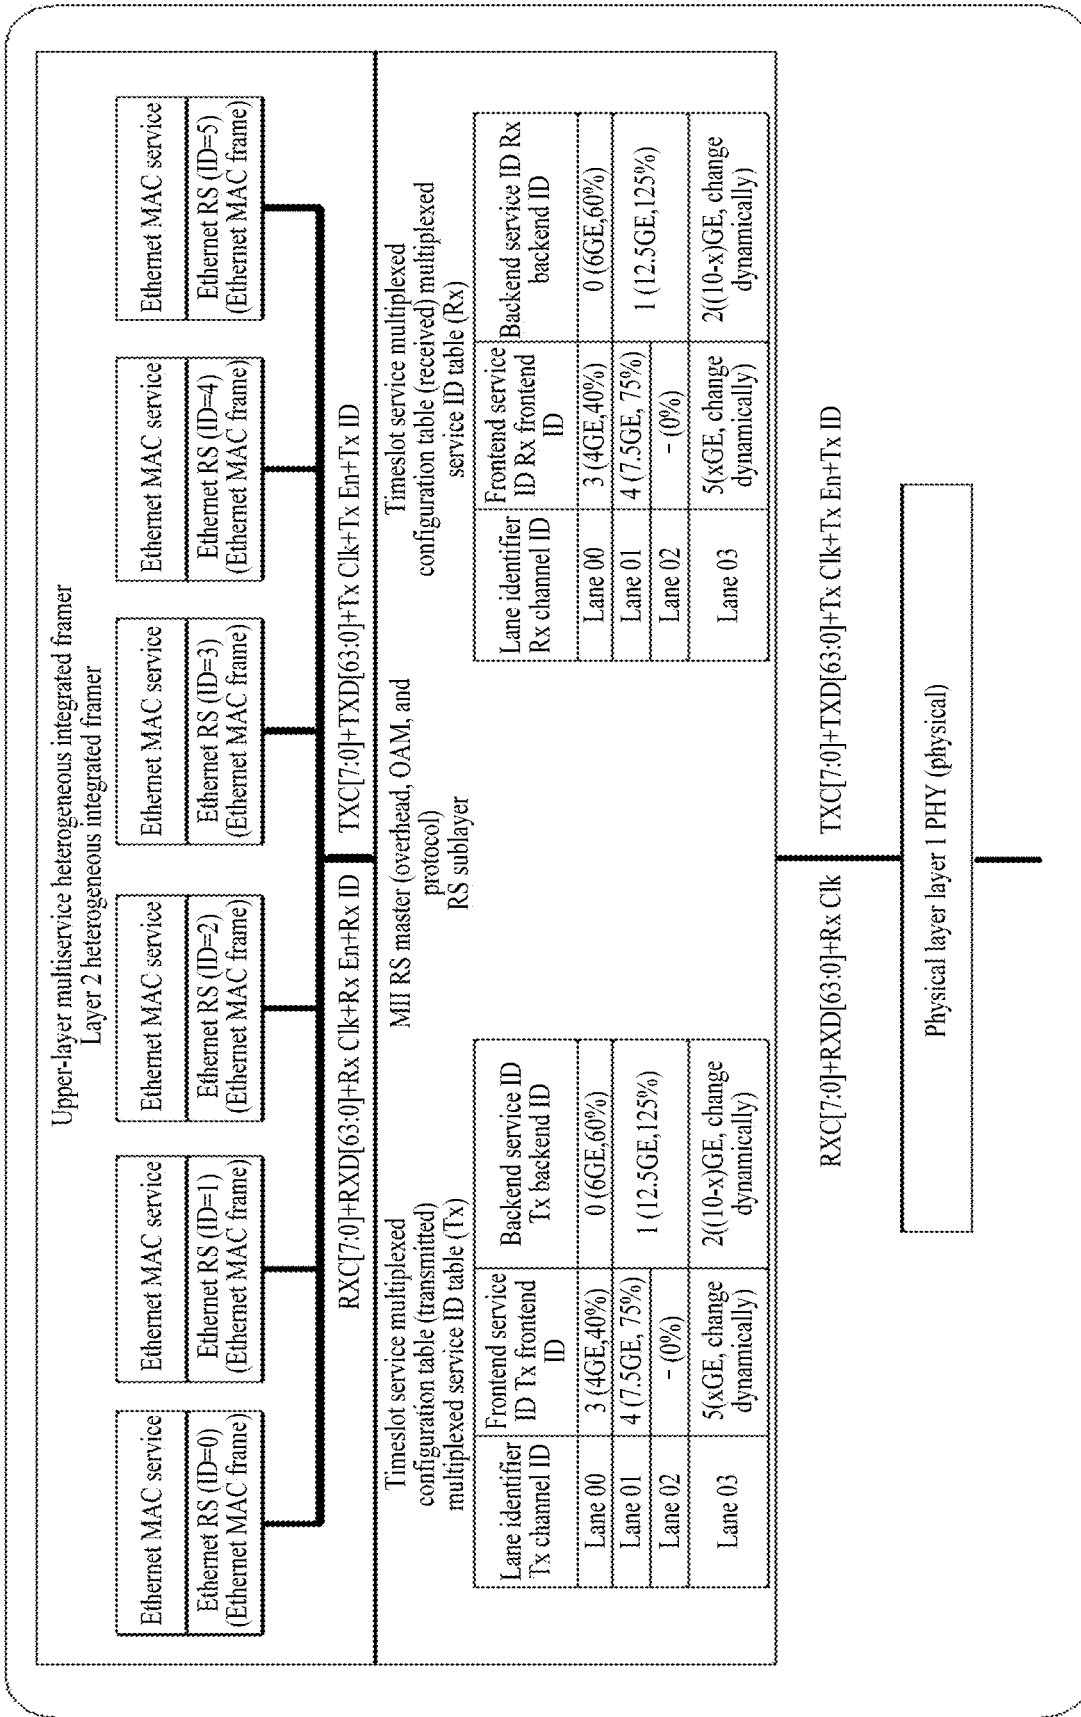 Upper-layer multiservice heterogeneous integrated framer
Layer 2 heterogeneous integrated framer
Ethernet MAC service
Ethernet RS (ID=0)
(Ethernet MAC frame)
Ethernet MAC service
Ethernet RS (ID=1)
(Ethernet MAC frame)
Ethernet MAC service
Ethernet RS (ID=2)
(Ethernet MAC frame)
Ethernet MAC service
Ethernet RS (ID=3)
(Ethernet MAC frame)
Ethernet MAC service
Ethernet RS (ID=4)
(Ethernet MAC frame)
Ethernet MAC service
Ethernet RS (ID=5)
(Ethernet MAC frame)
RXC[7:0]+RXD[63:0]+Rx Clk+Rx En+Rx ID
TXC[7:0]+TXD[63:0]+Tx Clk+Tx En+Tx ID
Timeslot service multiplexed
configuration table (transmitted)
multiplexed service ID table (Tx)
Lane identifier
Tx channel ID
Frontend service
ID Tx frontend
ID
Backend service ID
Tx backend ID
Lane 00
3 (4GE,40%)
0 (6GE,60%)
Lane 01
4 (7.5GE, 75%)
1 (12.5GE,125%)
Lane 02
- (0%)
Lane 03
5(xGE, change
dynamically)
2((10-x)GE, change
dynamically)
MII RS master (overhead, OAM, and
protocol)
RS sublayer
Timeslot service multiplexed
configuration table (received) multiplexed
service ID table (Rx)
Lane identifier
Rx channel ID
Frontend service
ID Rx frontend
ID
Backend service ID Rx
backend ID
Lane 00
3 (4GE,40%)
0 (6GE,60%)
Lane 01
4 (7.5GE, 75%)
1 (12.5GE,125%)
Lane 02
- (0%)
Lane 03
5(xGE, change
dynamically)
2((10-x)GE, change
dynamically)
RXC[7:0]+RXD[63:0]+Rx Clk
TXC[7:0]+TXD[63:0]+Tx Clk+Tx En+Tx ID
Physical layer layer 1 PHY (physical)